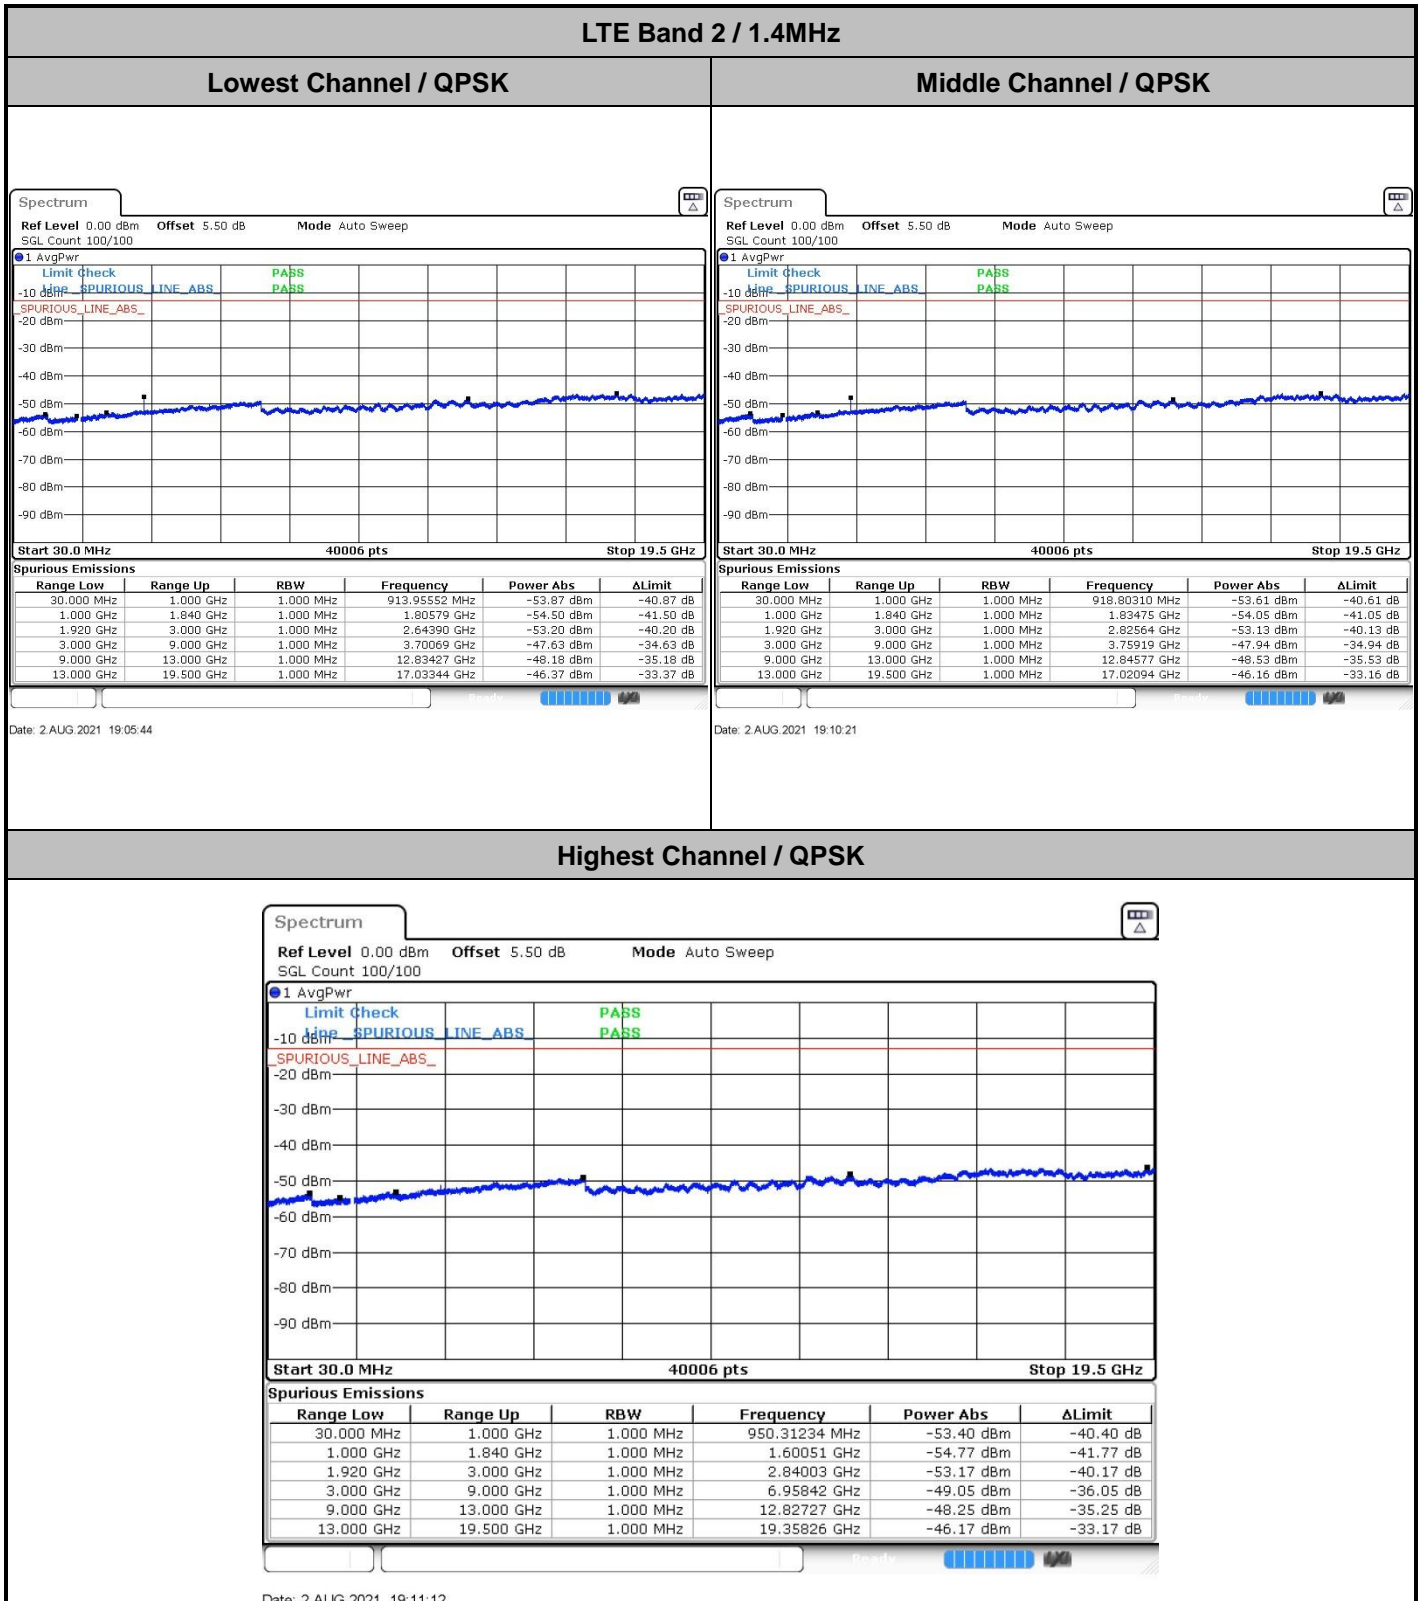 LTE Band 2 / 1.4MHz
Lowest Channel / QPSK
Middle Channel / QPSK
Spectrum
Ref Level 0.00 dBm Offset 5.50 dB Mode Auto Sweep
SGL Count 100/100
1 AvgPwr
Limit Check PASS
-10 dBm Line _SPURIOUS_LINE_ABS_ PASS
_SPURIOUS_LINE_ABS_
-20 dBm
-30 dBm
-40 dBm
-50 dBm
-60 dBm
-70 dBm
-80 dBm
-90 dBm
Start 30.0 MHz 40006 pts Stop 19.5 GHz
Spurious Emissions
Range Low Range Up RBW Frequency Power Abs ΔLimit
30.000 MHz 1.000 GHz 1.000 MHz 913.95552 MHz -53.87 dBm -40.87 dB
1.000 GHz 1.840 GHz 1.000 MHz 1.80579 GHz -54.50 dBm -41.50 dB
1.920 GHz 3.000 GHz 1.000 MHz 2.64390 GHz -53.20 dBm -40.20 dB
3.000 GHz 9.000 GHz 1.000 MHz 3.70069 GHz -47.63 dBm -34.63 dB
9.000 GHz 13.000 GHz 1.000 MHz 12.83427 GHz -48.18 dBm -35.18 dB
13.000 GHz 19.500 GHz 1.000 MHz 17.03344 GHz -46.37 dBm -33.37 dB
Ready
Date: 2.AUG.2021 19:05:44
Spectrum
Ref Level 0.00 dBm Offset 5.50 dB Mode Auto Sweep
SGL Count 100/100
1 AvgPwr
Limit Check PASS
-10 dBm Line _SPURIOUS_LINE_ABS_ PASS
_SPURIOUS_LINE_ABS_
-20 dBm
-30 dBm
-40 dBm
-50 dBm
-60 dBm
-70 dBm
-80 dBm
-90 dBm
Start 30.0 MHz 40006 pts Stop 19.5 GHz
Spurious Emissions
Range Low Range Up RBW Frequency Power Abs ΔLimit
30.000 MHz 1.000 GHz 1.000 MHz 918.80310 MHz -53.61 dBm -40.61 dB
1.000 GHz 1.840 GHz 1.000 MHz 1.83475 GHz -54.05 dBm -41.05 dB
1.920 GHz 3.000 GHz 1.000 MHz 2.82564 GHz -53.13 dBm -40.13 dB
3.000 GHz 9.000 GHz 1.000 MHz 3.75919 GHz -47.94 dBm -34.94 dB
9.000 GHz 13.000 GHz 1.000 MHz 12.84577 GHz -48.53 dBm -35.53 dB
13.000 GHz 19.500 GHz 1.000 MHz 17.02094 GHz -46.16 dBm -33.16 dB
Ready
Date: 2.AUG.2021 19:10:21
Highest Channel / QPSK
Spectrum
Ref Level 0.00 dBm Offset 5.50 dB Mode Auto Sweep
SGL Count 100/100
1 AvgPwr
Limit Check PASS
-10 dBm Line _SPURIOUS_LINE_ABS_ PASS
_SPURIOUS_LINE_ABS_
-20 dBm
-30 dBm
-40 dBm
-50 dBm
-60 dBm
-70 dBm
-80 dBm
-90 dBm
Start 30.0 MHz 40006 pts Stop 19.5 GHz
Spurious Emissions
Range Low Range Up RBW Frequency Power Abs ΔLimit
30.000 MHz 1.000 GHz 1.000 MHz 950.31234 MHz -53.40 dBm -40.40 dB
1.000 GHz 1.840 GHz 1.000 MHz 1.60051 GHz -54.77 dBm -41.77 dB
1.920 GHz 3.000 GHz 1.000 MHz 2.84003 GHz -53.17 dBm -40.17 dB
3.000 GHz 9.000 GHz 1.000 MHz 6.95842 GHz -49.05 dBm -36.05 dB
9.000 GHz 13.000 GHz 1.000 MHz 12.82727 GHz -48.25 dBm -35.25 dB
13.000 GHz 19.500 GHz 1.000 MHz 19.35826 GHz -46.17 dBm -33.17 dB
Ready
Date: 2.AUG.2021 19:11:12